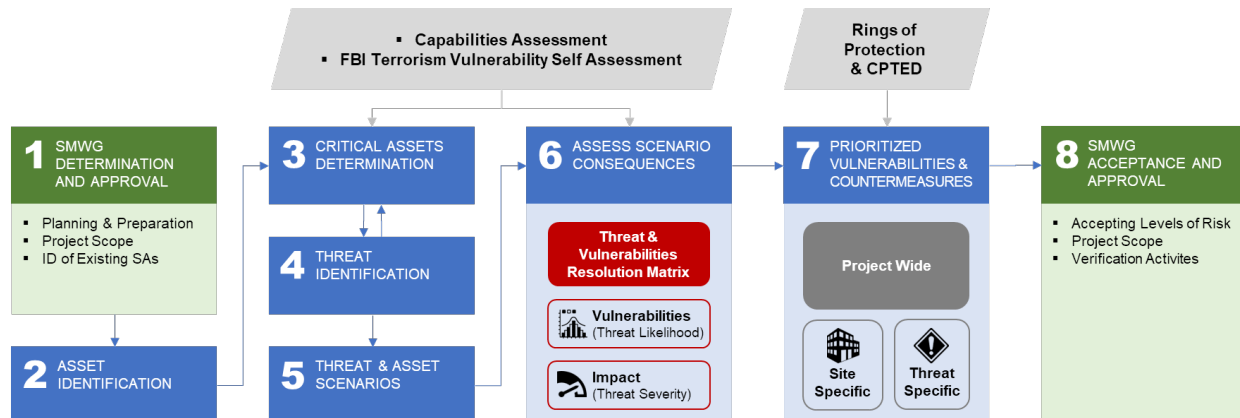 ▪ Capabilities Assessment
▪ FBI Terrorism Vulnerability Self Assessment
Rings of
Protection
& CPTED
1 SMWG
DETERMINATION
AND APPROVAL
▪ Planning & Preparation
▪ Project Scope
▪ ID of Existing SAs
2 ASSET
IDENTIFICATION
3 CRITICAL ASSETS
DETERMINATION
4 THREAT
IDENTIFICATION
5 THREAT & ASSET
SCENARIOS
6 ASSESS SCENARIO
CONSEQUENCES
Threat &
Vulnerabilities
Resolution Matrix
Vulnerabilities
(Threat Likelihood)
Impact
(Threat Severity)
7 PRIORITIZED
VULNERABILITIES &
COUNTERMEASURES
Project Wide
Site
Specific
Threat
Specific
8 SMWG
ACCEPTANCE AND
APPROVAL
▪ Accepting Levels of Risk
▪ Project Scope
▪ Verification Activites